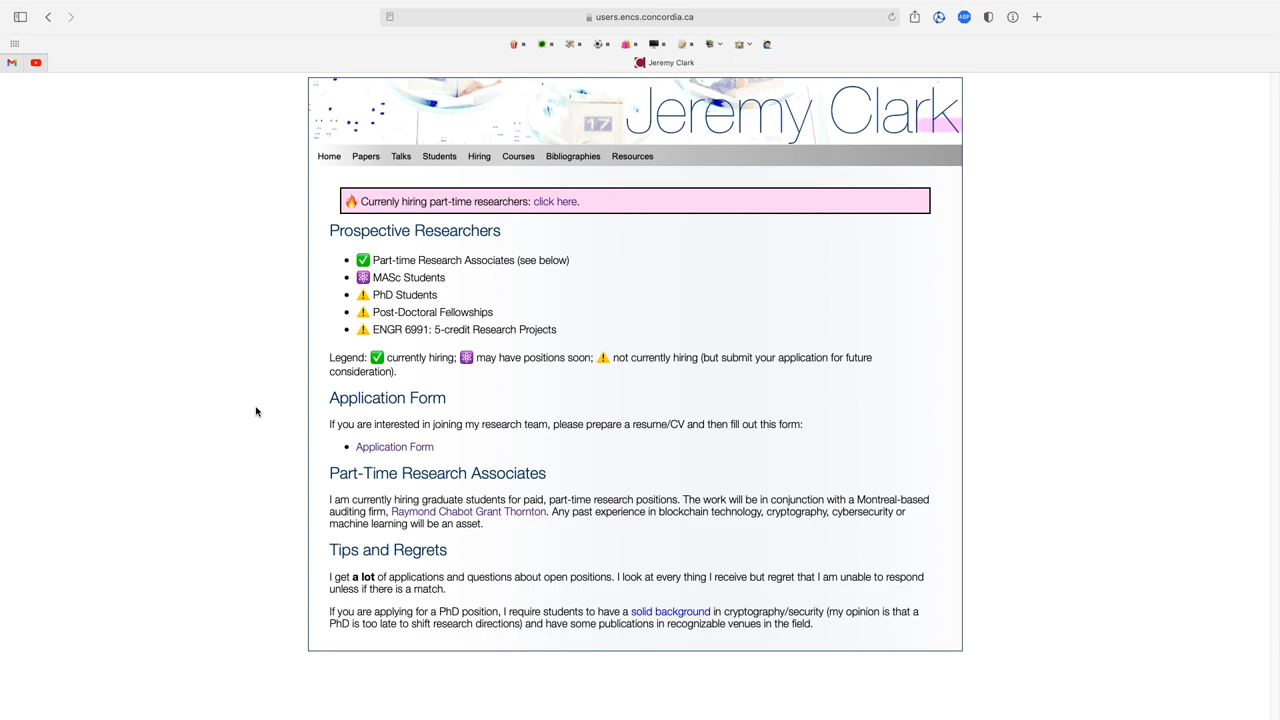 users.encs.concordia.ca
ABP
Jeremy Clark
17
Jeremy Clark
Home Papers Talks Students Hiring Courses Bibliographies Resources
🔥 Currenly hiring part-time researchers: click here.
Prospective Researchers
• ✅ Part-time Research Associates (see below)
• ⚛️ MASc Students
• ⚠️ PhD Students
• ⚠️ Post-Doctoral Fellowships
• ⚠️ ENGR 6991: 5-credit Research Projects
Legend: ✅ currently hiring; ⚛️ may have positions soon; ⚠️ not currently hiring (but submit your application for future
consideration).
Application Form
If you are interested in joining my research team, please prepare a resume/CV and then fill out this form:
• Application Form
Part-Time Research Associates
I am currently hiring graduate students for paid, part-time research positions. The work will be in conjunction with a Montreal-based
auditing firm, Raymond Chabot Grant Thornton. Any past experience in blockchain technology, cryptography, cybersecurity or
machine learning will be an asset.
Tips and Regrets
I get a lot of applications and questions about open positions. I look at every thing I receive but regret that I am unable to respond
unless if there is a match.
If you are applying for a PhD position, I require students to have a solid background in cryptography/security (my opinion is that a
PhD is too late to shift research directions) and have some publications in recognizable venues in the field.